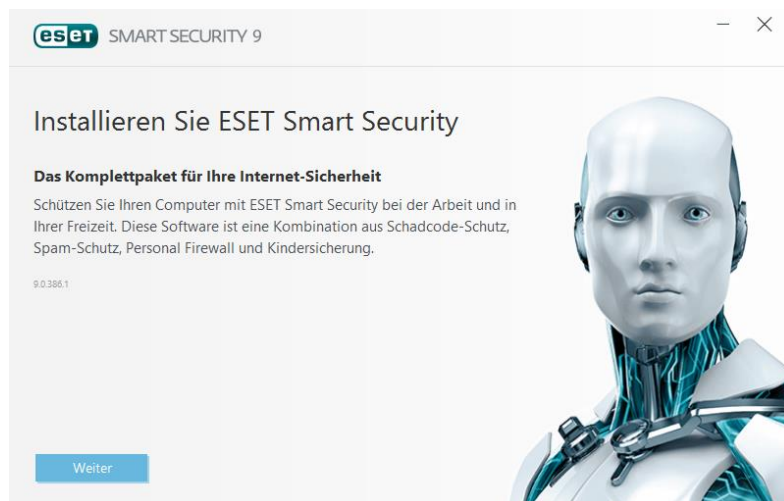 eset SMART SECURITY 9
Installieren Sie ESET Smart Security
Das Komplettpaket für Ihre Internet-Sicherheit
Schützen Sie Ihren Computer mit ESET Smart Security bei der Arbeit und in
Ihrer Freizeit. Diese Software ist eine Kombination aus Schadcode-Schutz,
Spam-Schutz, Personal Firewall und Kindersicherung.
9.0.386.1
Weiter